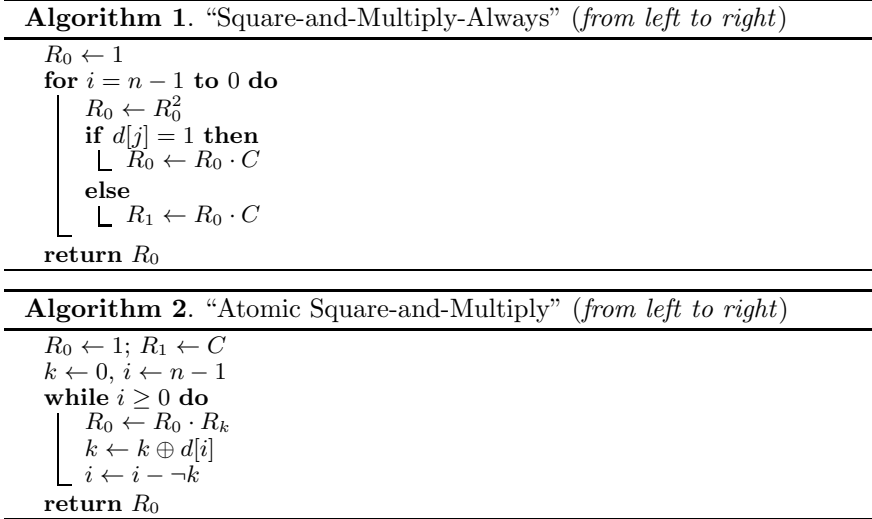 Algorithm 1. “Square-and-Multiply-Always” (from left to right)
R₀ ← 1
for i = n − 1 to 0 do
R₀ ← R₀²
if d[j] = 1 then
R₀ ← R₀ · C
else
R₁ ← R₀ · C
return R₀
Algorithm 2. “Atomic Square-and-Multiply” (from left to right)
R₀ ← 1; R₁ ← C
k ← 0, i ← n − 1
while i ≥ 0 do
R₀ ← R₀ · Rₖ
k ← k ⊕ d[i]
i ← i − ¬k
return R₀